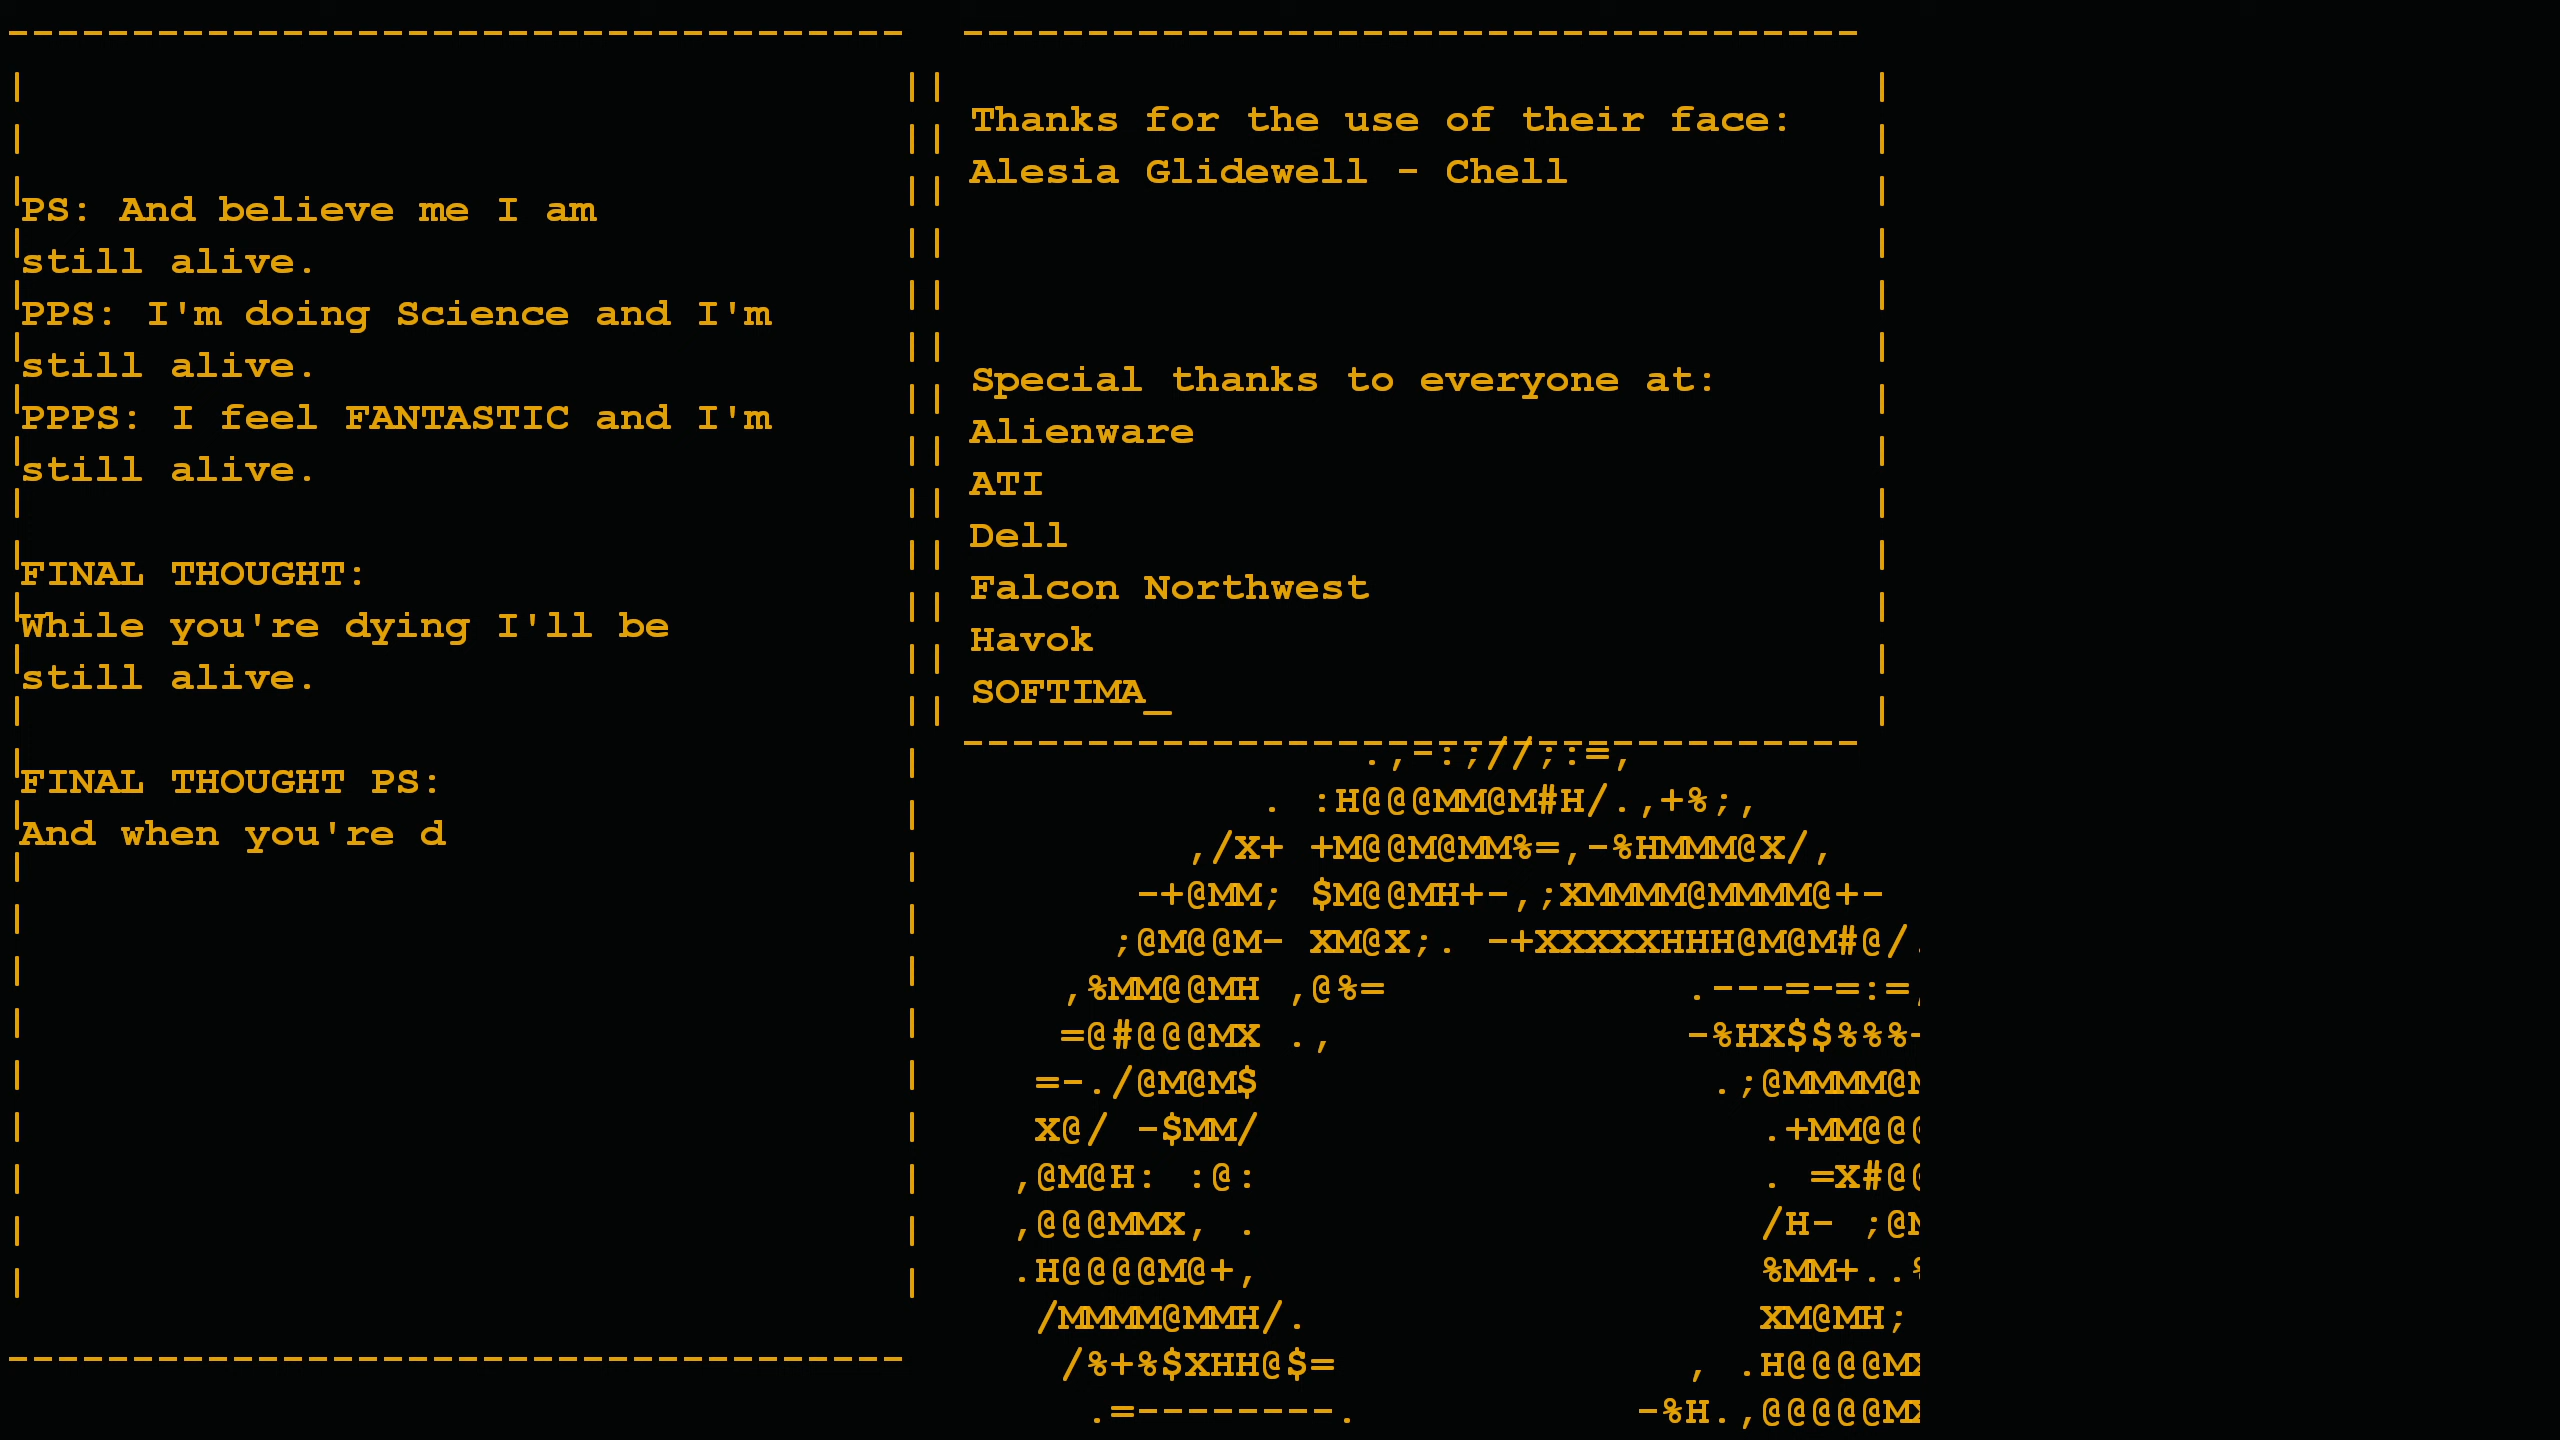 PS: And believe me I am
still alive.
PPS: I'm doing Science and I'm
still alive.
PPPS: I feel FANTASTIC and I'm
still alive.
FINAL THOUGHT:
While you're dying I'll be
still alive.
FINAL THOUGHT PS:
And when you're d
Thanks for the use of their face:
Alesia Glidewell - Chell
Special thanks to everyone at:
Alienware
ATI
Dell
Falcon Northwest
Havok
SOFTIMA_